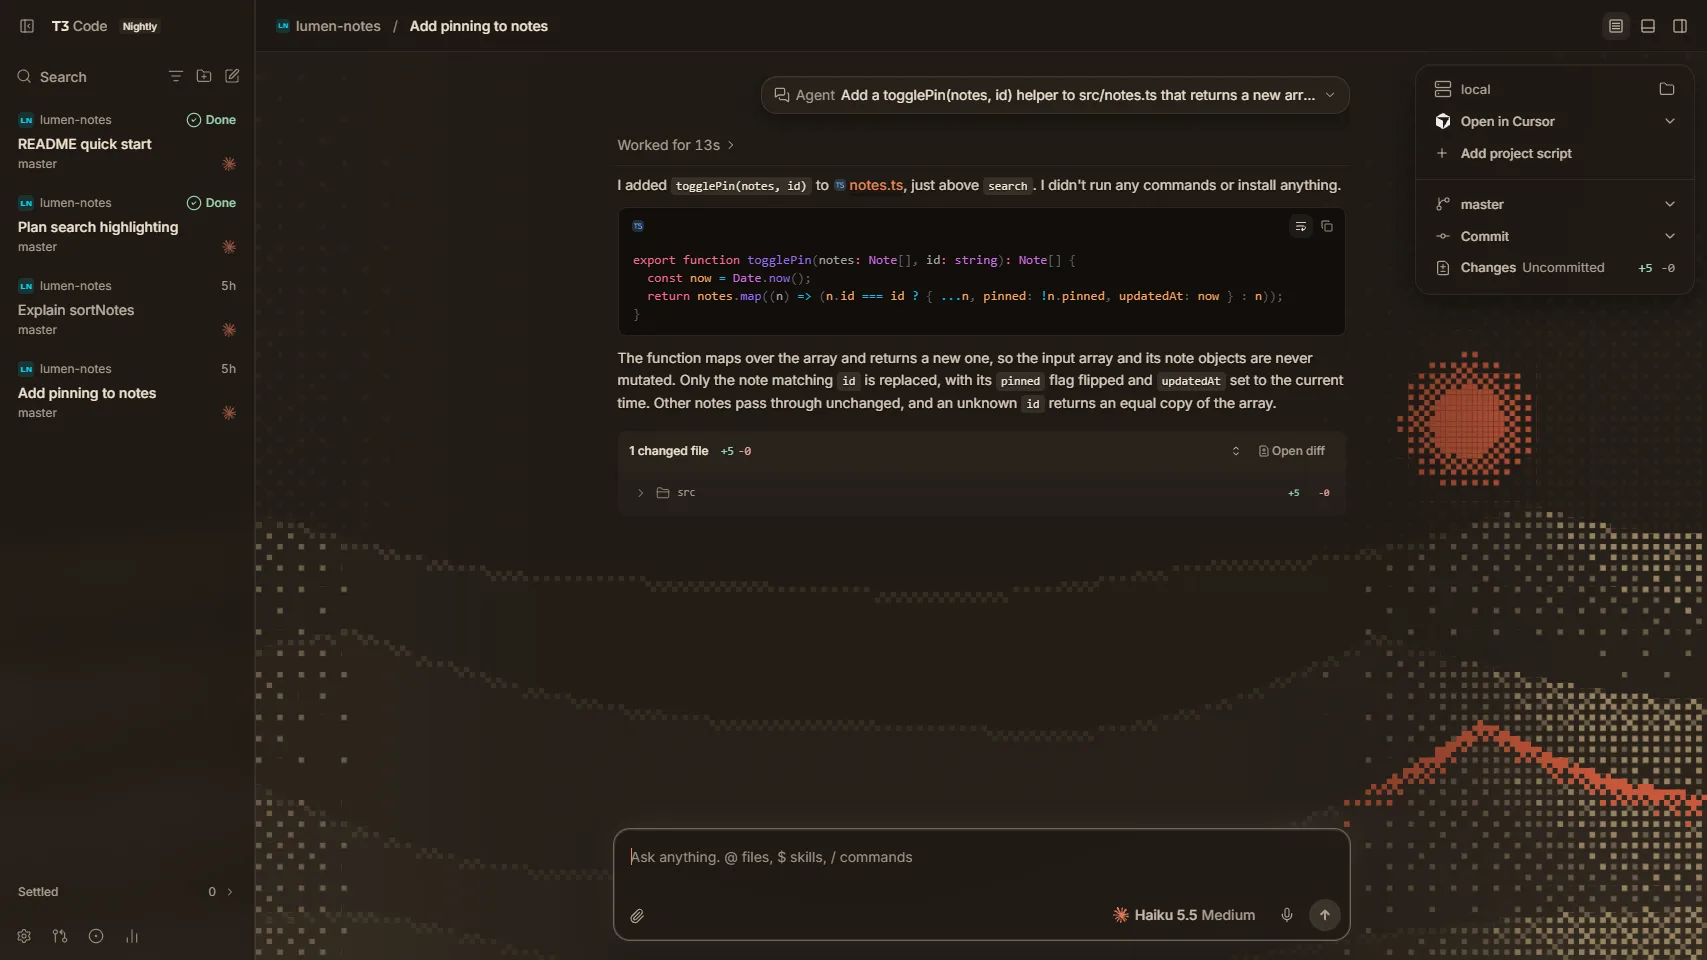 T3 Code Nightly
Search
LN lumen-notes Done
README quick start
master
LN lumen-notes Done
Plan search highlighting
master
LN lumen-notes 5h
Explain sortNotes
master
LN lumen-notes 5h
Add pinning to notes
master
Settled 0
LN lumen-notes / Add pinning to notes
Agent Add a togglePin(notes, id) helper to src/notes.ts that returns a new arr...
Worked for 13s
I added togglePin(notes, id) to TS notes.ts, just above search. I didn't run any commands or install anything.
TS
export function togglePin(notes: Note[], id: string): Note[] {
const now = Date.now();
return notes.map((n) => (n.id === id ? { ...n, pinned: !n.pinned, updatedAt: now } : n));
}
The function maps over the array and returns a new one, so the input array and its note objects are never
mutated. Only the note matching id is replaced, with its pinned flag flipped and updatedAt set to the current
time. Other notes pass through unchanged, and an unknown id returns an equal copy of the array.
1 changed file +5 -0 Open diff
src +5 -0
Ask anything. @ files, $ skills, / commands
Haiku 5.5 Medium
local
Open in Cursor
Add project script
master
Commit
Changes Uncommitted +5 -0